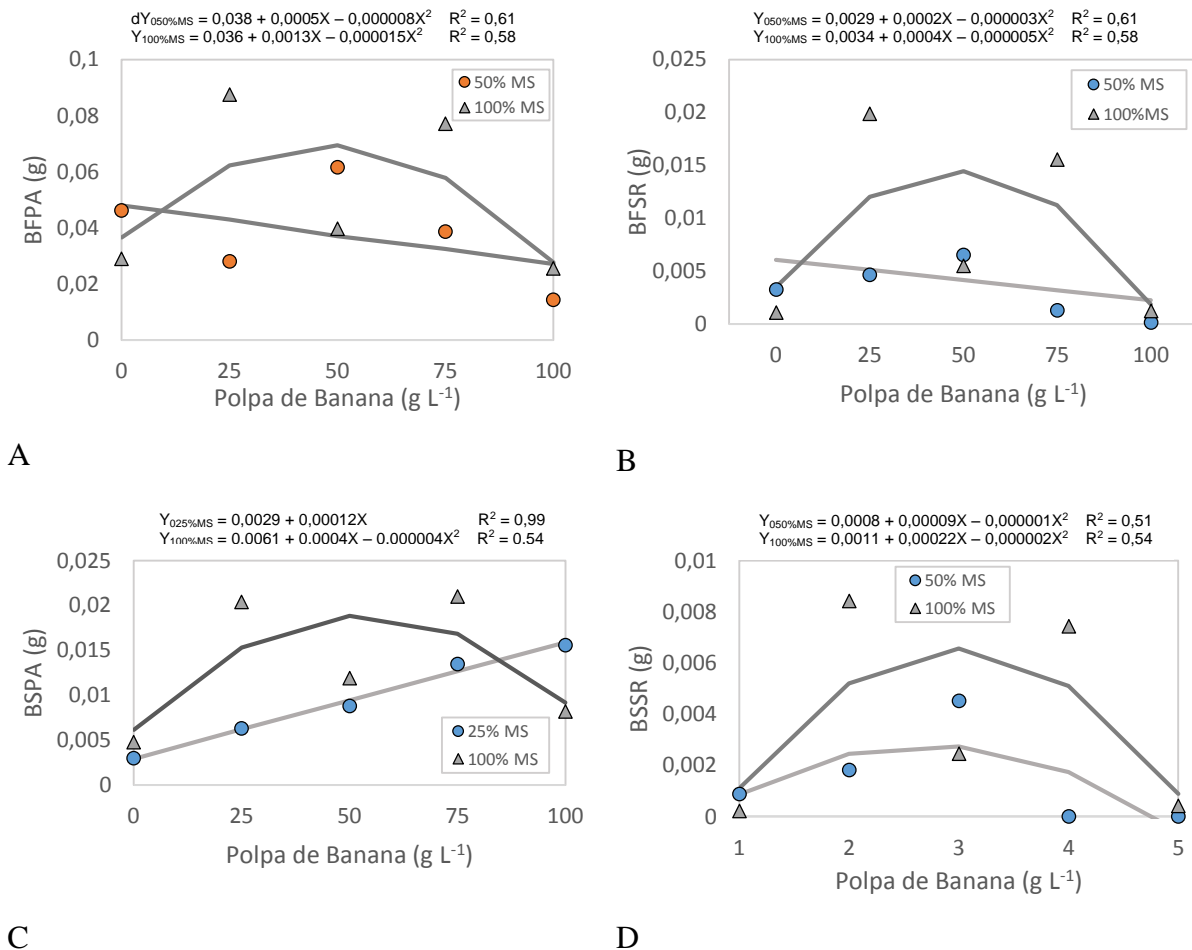 dY050%MS = 0,038 + 0,0005X – 0,000008X² R² = 0,61
Y100%MS = 0,036 + 0,0013X – 0,000015X² R² = 0,58
0,1
0,08
0,06
0,04
0,02
0
BFPA (g)
50% MS
100% MS
0 25 50 75 100
Polpa de Banana (g L⁻¹)
A
Y050%MS = 0,0029 + 0,0002X – 0,000003X² R² = 0,61
Y100%MS = 0,0034 + 0,0004X – 0,000005X² R² = 0,58
0,025
0,02
0,015
0,01
0,005
0
BFSR (g)
50% MS
100%MS
0 25 50 75 100
Polpa de Banana (g L⁻¹)
B
Y025%MS = 0,0029 + 0,00012X R² = 0,99
Y100%MS = 0.0061 + 0.0004X – 0.000004X² R² = 0.54
0,025
0,02
0,015
0,01
0,005
0
BSPA (g)
25% MS
100% MS
0 25 50 75 100
Polpa de Banana (g L⁻¹)
C
Y050%MS = 0,0008 + 0,00009X – 0,000001X² R² = 0,51
Y100%MS = 0,0011 + 0,00022X – 0,000002X² R² = 0,54
0,01
0,008
0,006
0,004
0,002
0
BSSR (g)
50% MS
100% MS
1 2 3 4 5
Polpa de Banana (g L⁻¹)
D